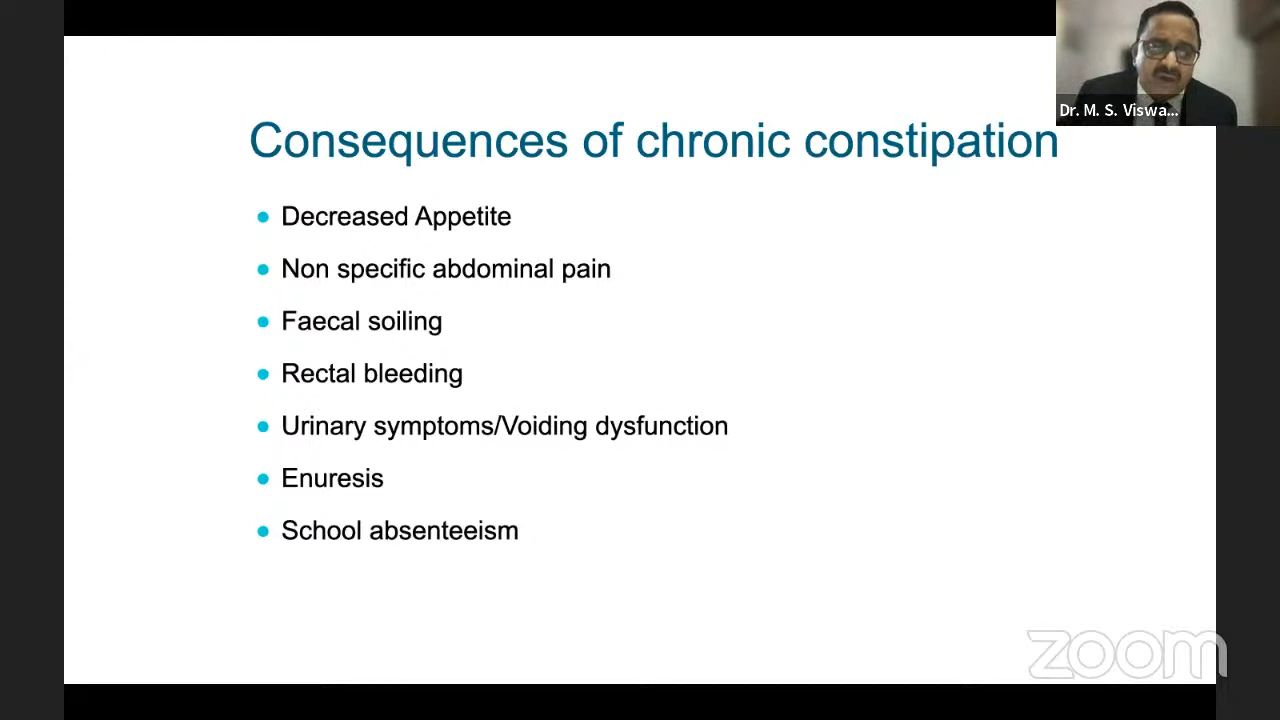 Dr. M. S. Viswa...
Consequences of chronic constipation
Decreased Appetite
Non specific abdominal pain
Faecal soiling
Rectal bleeding
Urinary symptoms/Voiding dysfunction
Enuresis
School absenteeism
zoom